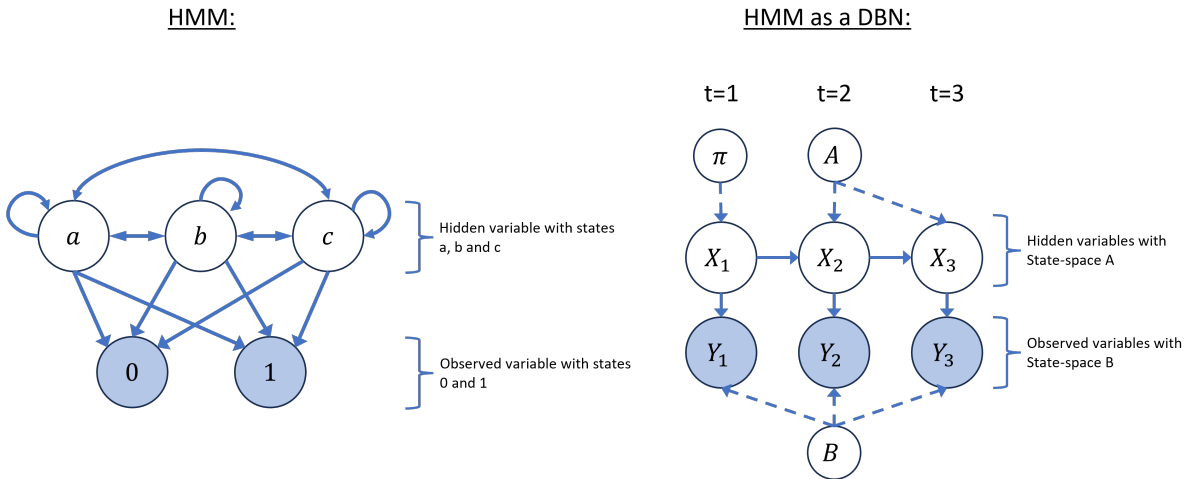 HMM:
a
b
c
Hidden variable with states
a, b and c
0
1
Observed variable with states
0 and 1
HMM as a DBN:
t=1
t=2
t=3
π
A
X₁
X₂
X₃
Hidden variables with
State-space A
Y₁
Y₂
Y₃
Observed variables with
State-space B
B